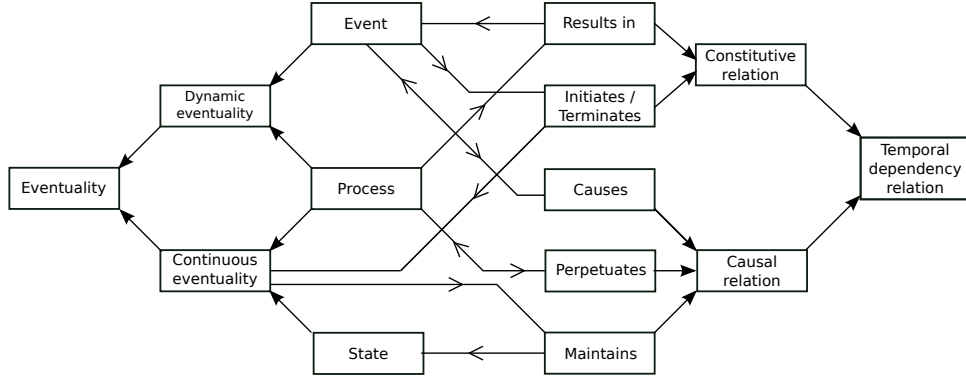 Event
Results in
Constitutive
relation
Dynamic
eventuality
Initiates /
Terminates
Temporal
dependency
relation
Eventuality
Process
Causes
Continuous
eventuality
Perpetuates
Causal
relation
State
Maintains